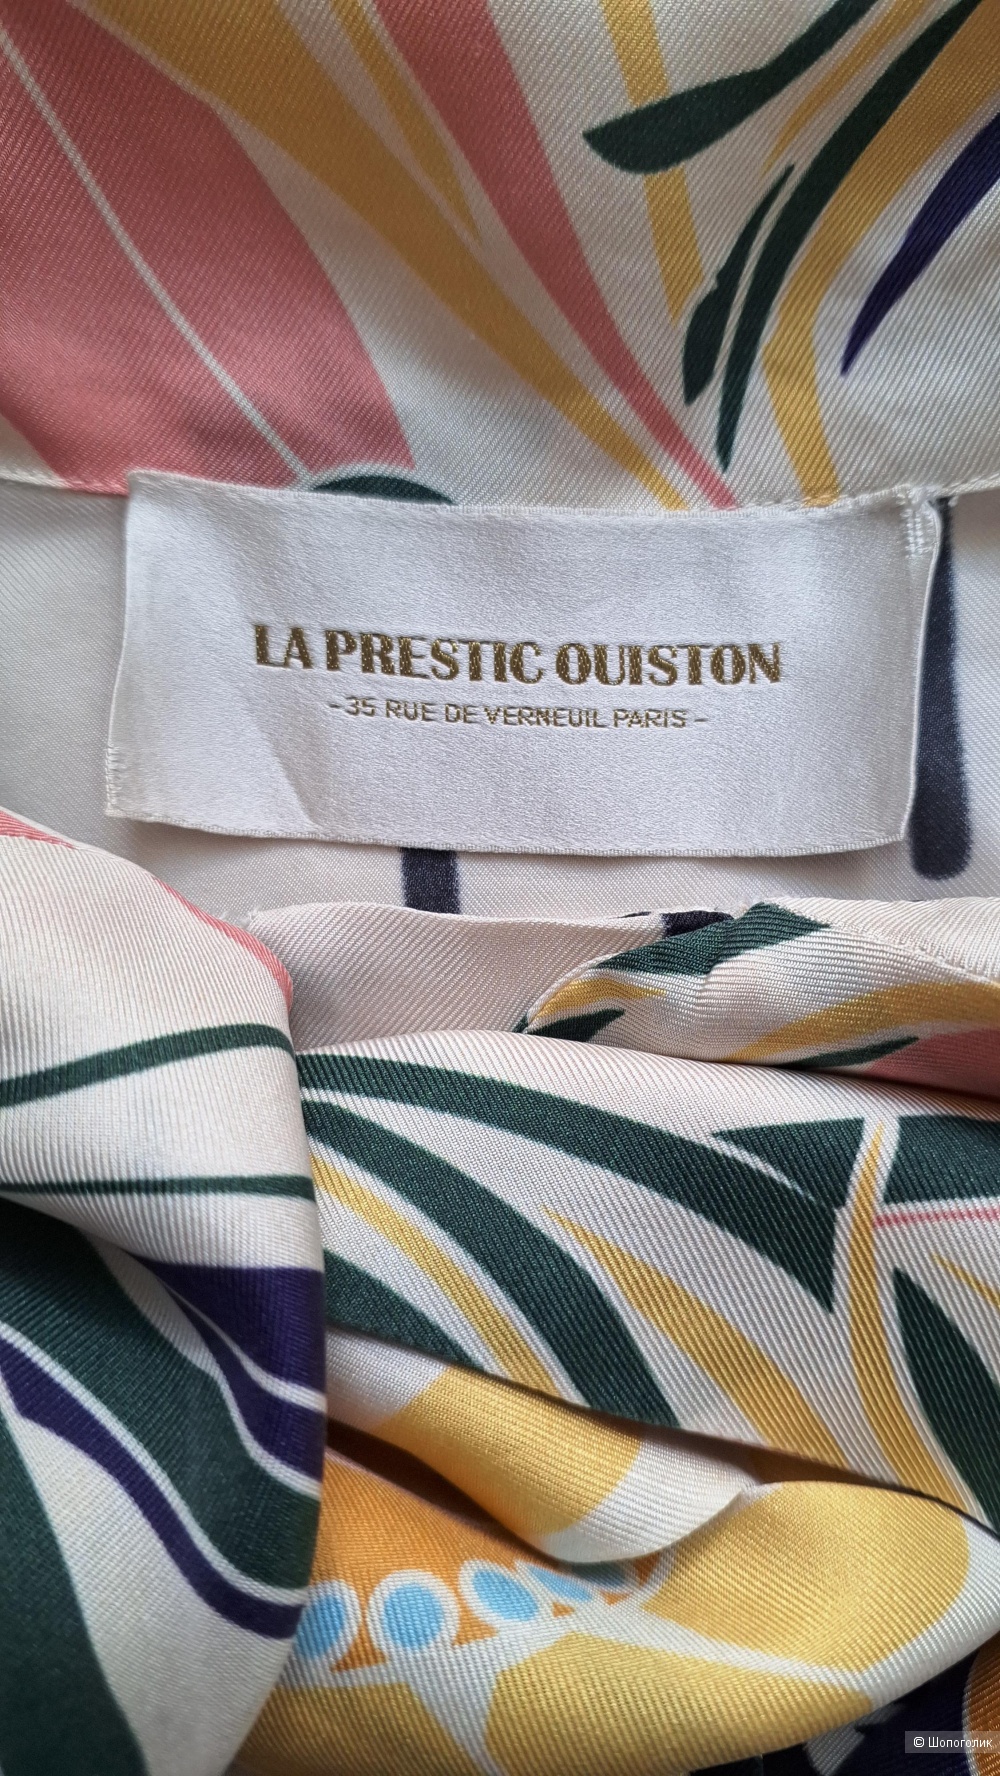 LA PRESTIC OUISTON
-35 RUE DE VERNEUIL PARIS-
© Шопоголик